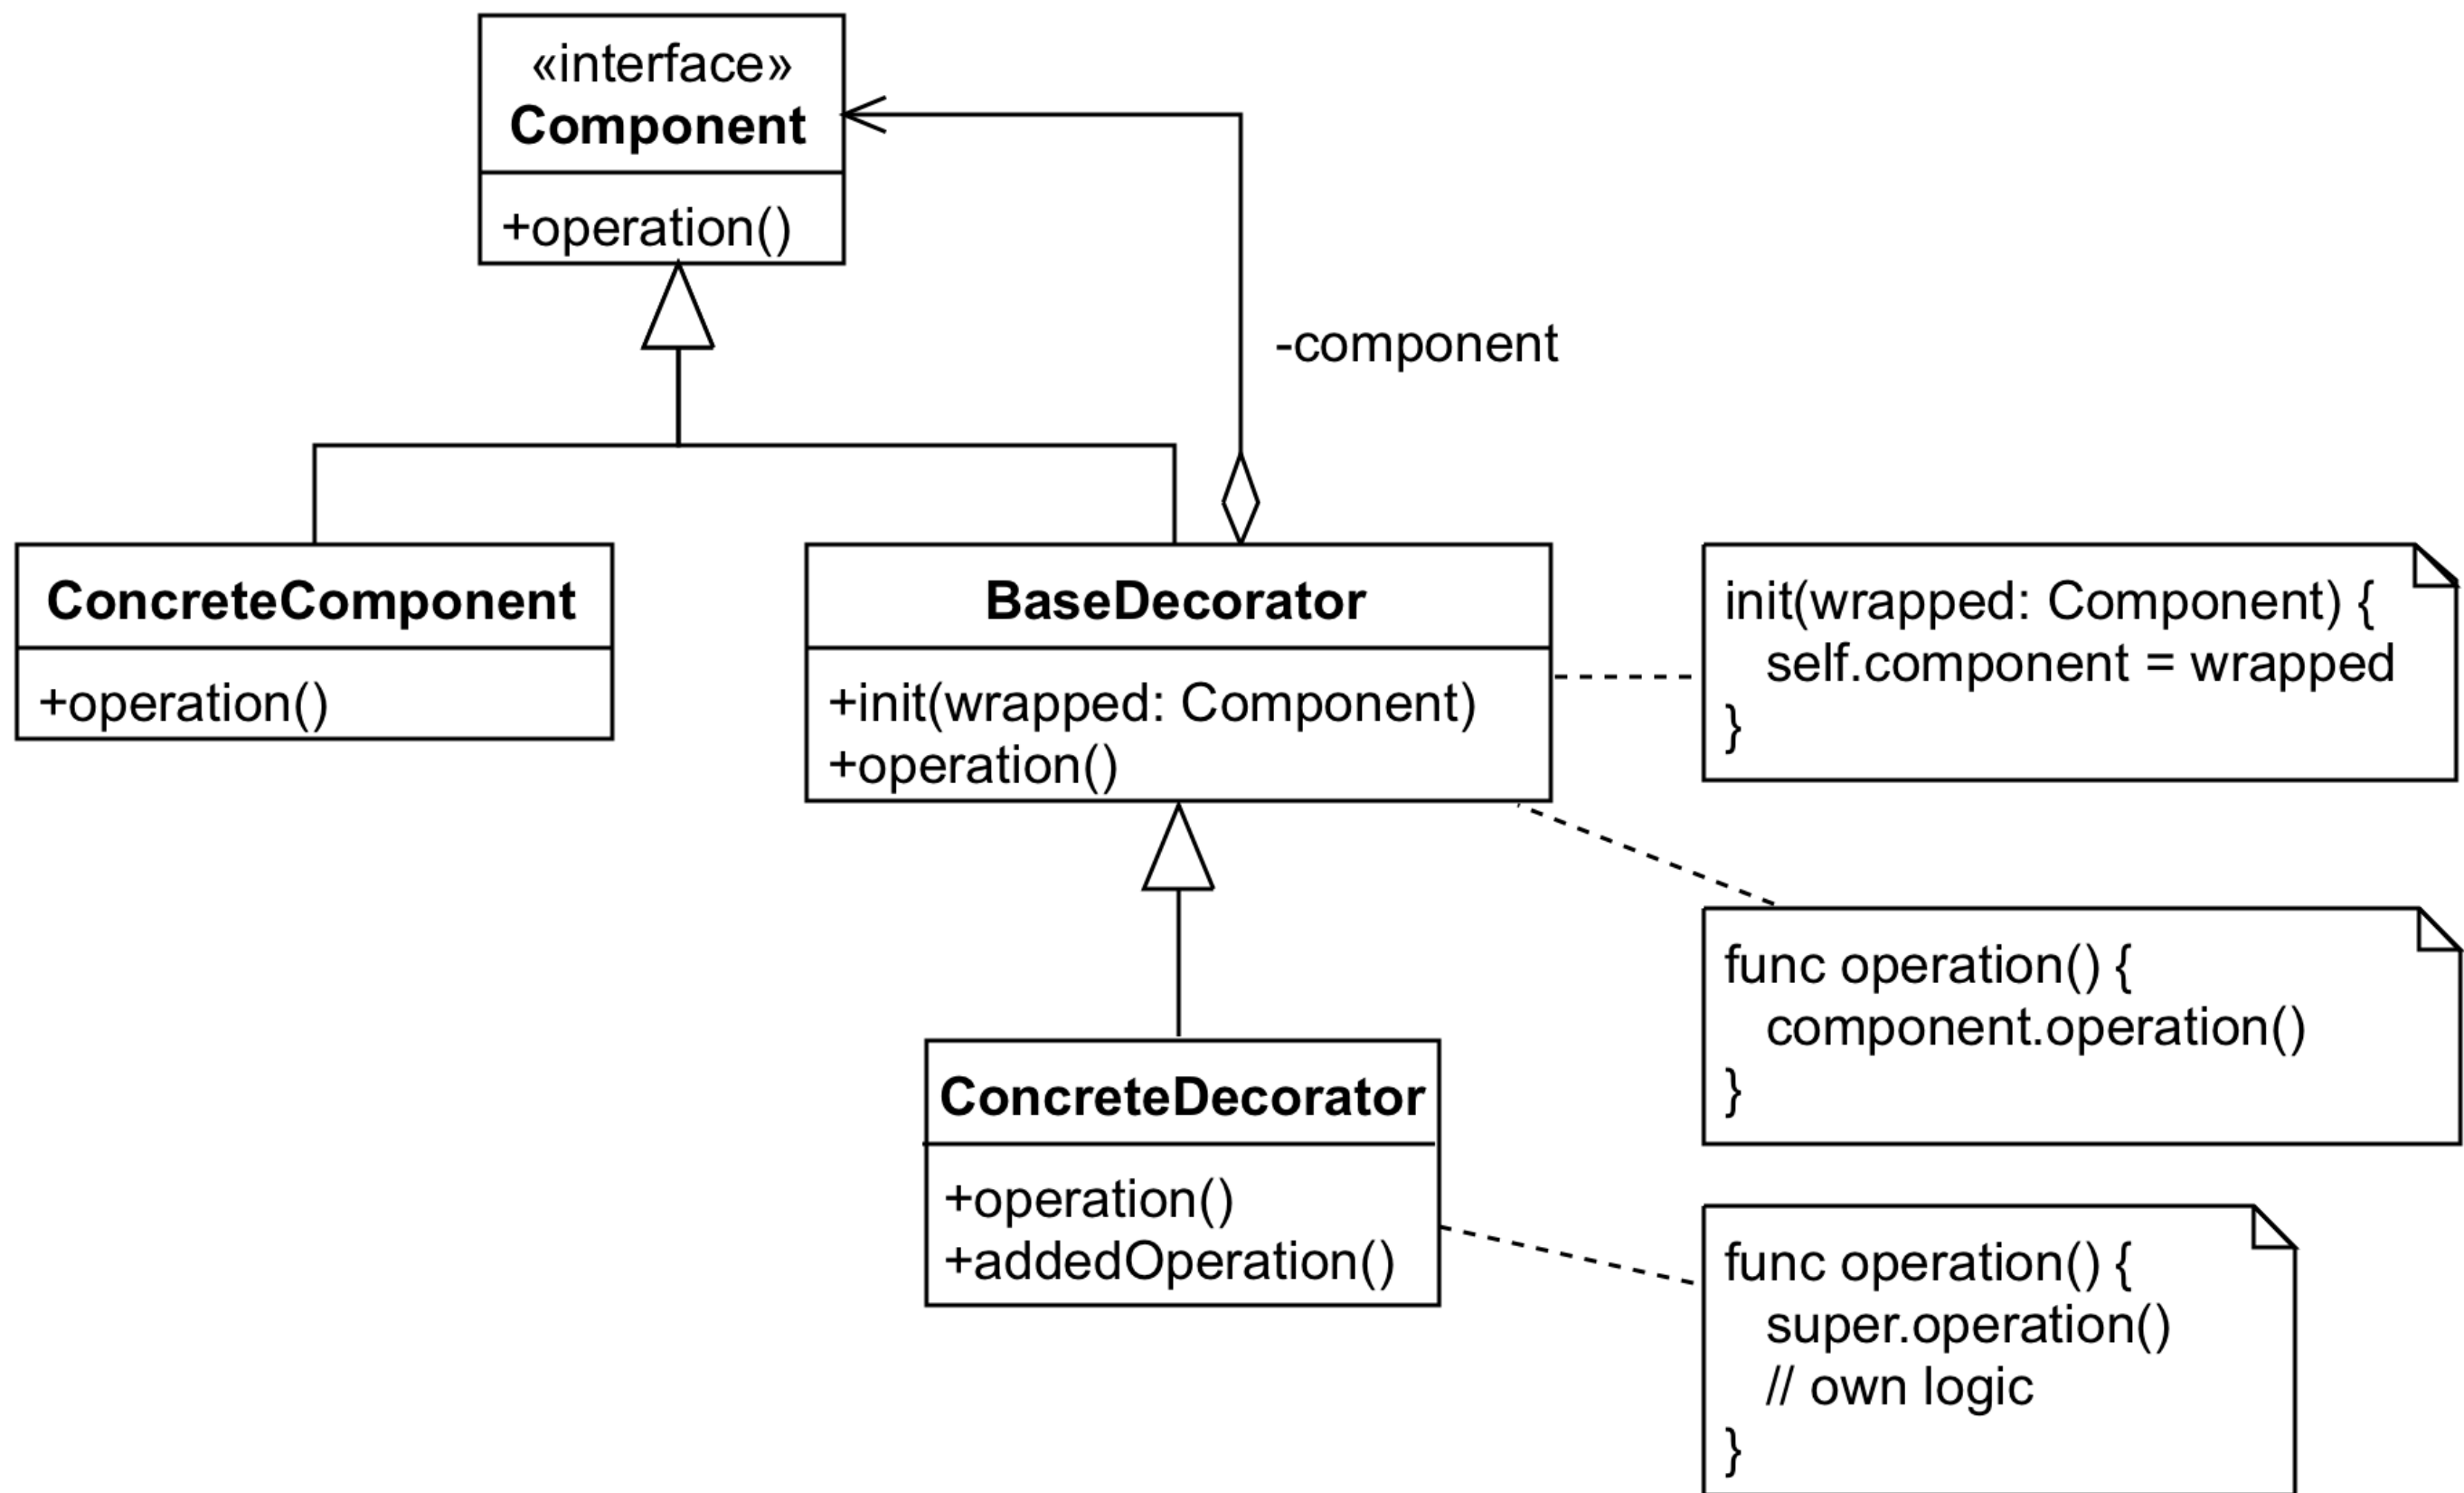 «interface»
Component
+operation()
-component
ConcreteComponent
+operation()
BaseDecorator
+init(wrapped: Component)
+operation()
init(wrapped: Component) {
self.component = wrapped
}
func operation() {
component.operation()
}
ConcreteDecorator
+operation()
+addedOperation()
func operation() {
super.operation()
// own logic
}